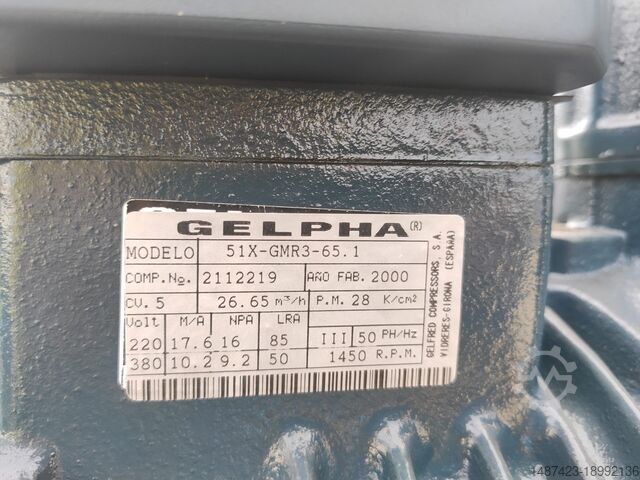 GELPHA (R)
MODELO 51X-GMR3-65.1
COMP.No. 2112219 AÑO FAB. 2000
CV. 5 26.65 m³/h P.M. 28 K/cm²
Volt M/A NPA LRA
220 17.6 16 85 III 50 PH/Hz
380 10.2 9.2 50 1450 R.P.M.
GELFRED COMPRESSORS, S.A.
VIDRERES-GIRONA (ESPAÑA)
1487423-18992136